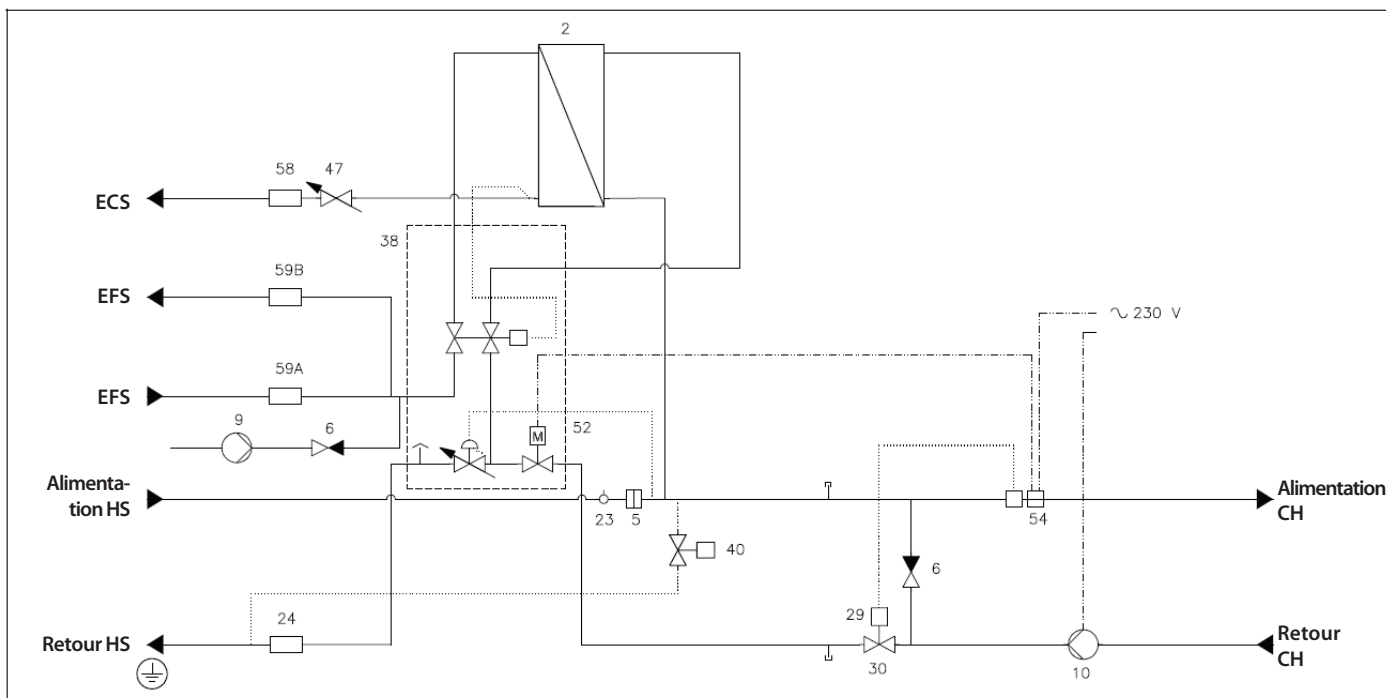 2
58
47
ECS
38
59B
EFS
230 V
59A
EFS
9
6
52
M
Alimenta-
tion HS
Alimentation
CH
23
5
54
40
6
24
29
Retour HS
Retour
CH
30
10